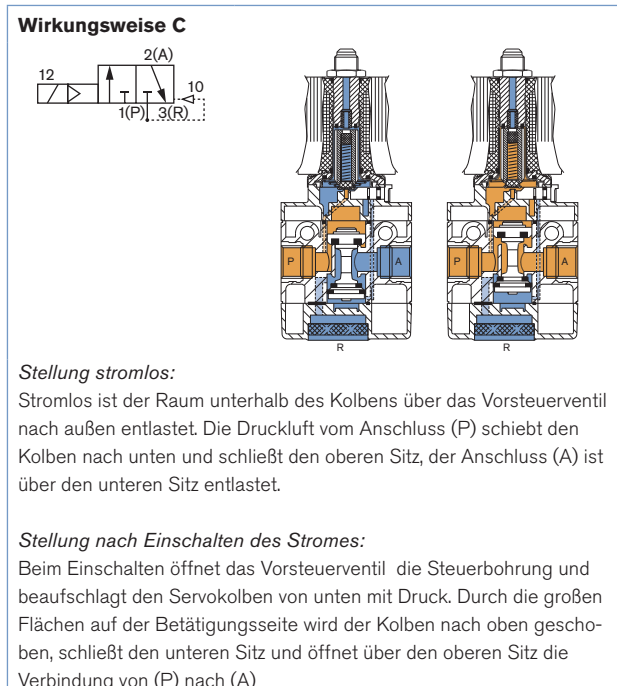 Wirkungsweise C
2(A)
12
10
1(P)
3(R)
P
A
P
A
R
R
Stellung stromlos:
Stromlos ist der Raum unterhalb des Kolbens über das Vorsteuerventil
nach außen entlastet. Die Druckluft vom Anschluss (P) schiebt den
Kolben nach unten und schließt den oberen Sitz, der Anschluss (A) ist
über den unteren Sitz entlastet.
Stellung nach Einschalten des Stromes:
Beim Einschalten öffnet das Vorsteuerventil die Steuerbohrung und
beaufschlagt den Servokolben von unten mit Druck. Durch die großen
Flächen auf der Betätigungsseite wird der Kolben nach oben gescho-
ben, schließt den unteren Sitz und öffnet über den oberen Sitz die
Verbindung von (P) nach (A)